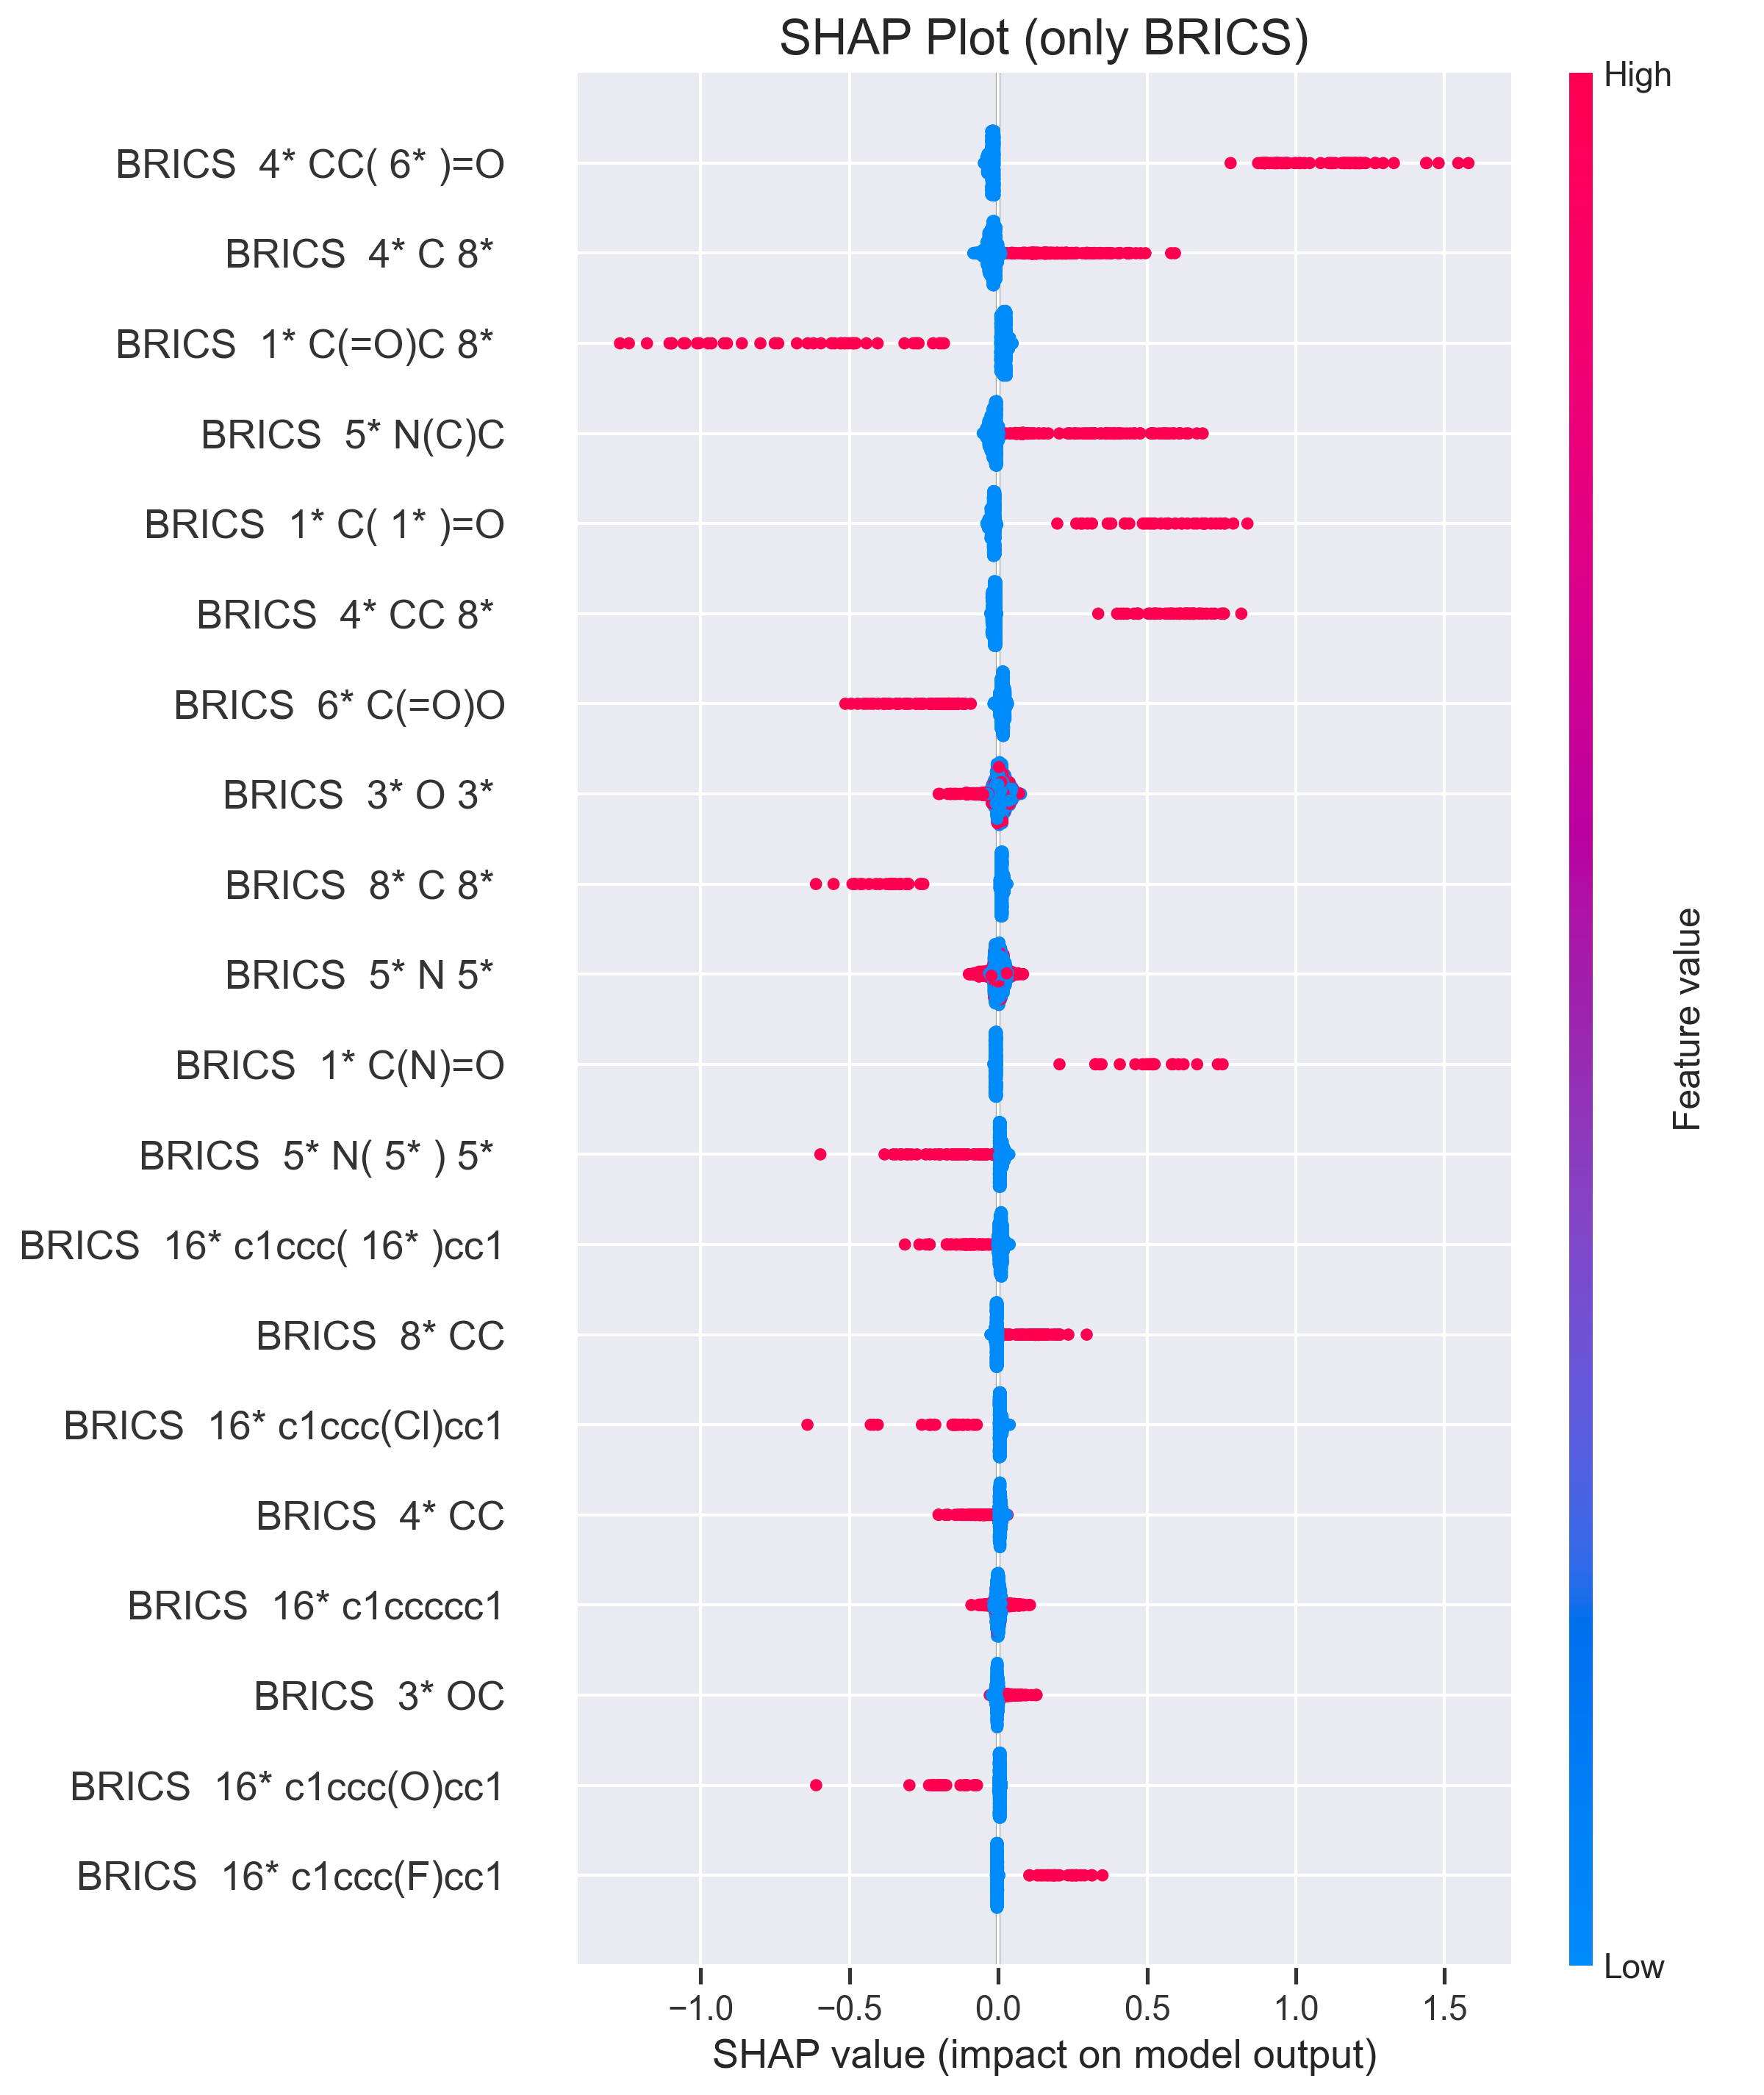 SHAP Plot (only BRICS)
High
BRICS  4* CC( 6* )=O
BRICS  4* C 8*
BRICS  1* C(=O)C 8*
BRICS  5* N(C)C
BRICS  1* C( 1* )=O
BRICS  4* CC 8*
BRICS  6* C(=O)O
BRICS  3* O 3*
BRICS  8* C 8*
BRICS  5* N 5*
BRICS  1* C(N)=O
BRICS  5* N( 5* ) 5*
BRICS  16* c1ccc( 16* )cc1
BRICS  8* CC
BRICS  16* c1ccc(Cl)cc1
BRICS  4* CC
BRICS  16* c1ccccc1
BRICS  3* OC
BRICS  16* c1ccc(O)cc1
BRICS  16* c1ccc(F)cc1
Feature value
Low
−1.0 −0.5 0.0 0.5 1.0 1.5
SHAP value (impact on model output)